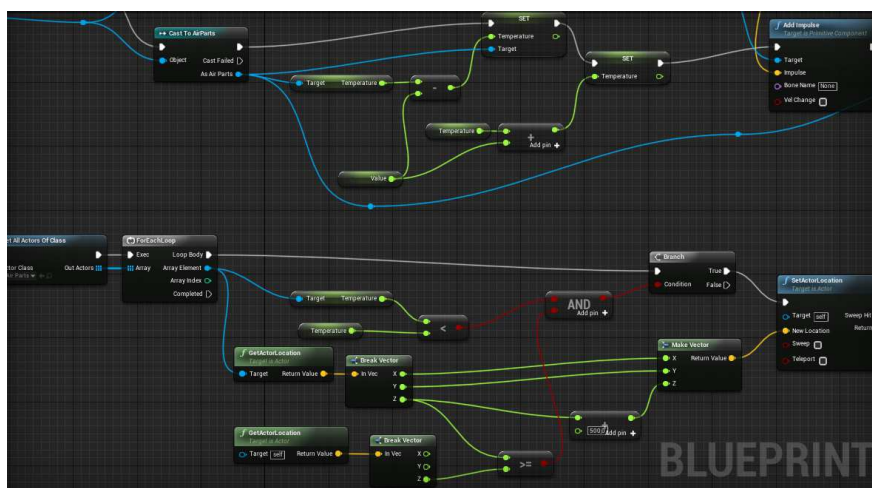 SET
Cast To AirParts
Object
Cast Failed
As Air Parts
Temperature
Target
Target Temperature
-
SET
Temperature
Temperature
+
Add pin +
Value
f Add Impulse
Target is Primitive Component
Target
Impulse
Bone Name None
Vel Change
et All Actors Of Class
Out Actors
ctor Class
ForEachLoop
Exec Loop Body
Array Array Element
Array Index
Completed
Target Temperature
Temperature
<
AND
Add pin +
Branch
True
Condition False
f SetActorLocation
Target is Actor
Target self Sweep Hit
New Location Return
Sweep
Teleport
f GetActorLocation
Target is Actor
Target Return Value
Break Vector
In Vec X
Y
Z
Make Vector
X Return Value
Y
Z
+
500.0 Add pin +
f GetActorLocation
Target is Actor
Target self Return Value
Break Vector
In Vec X
Y
Z
>=
BLUEPRINT